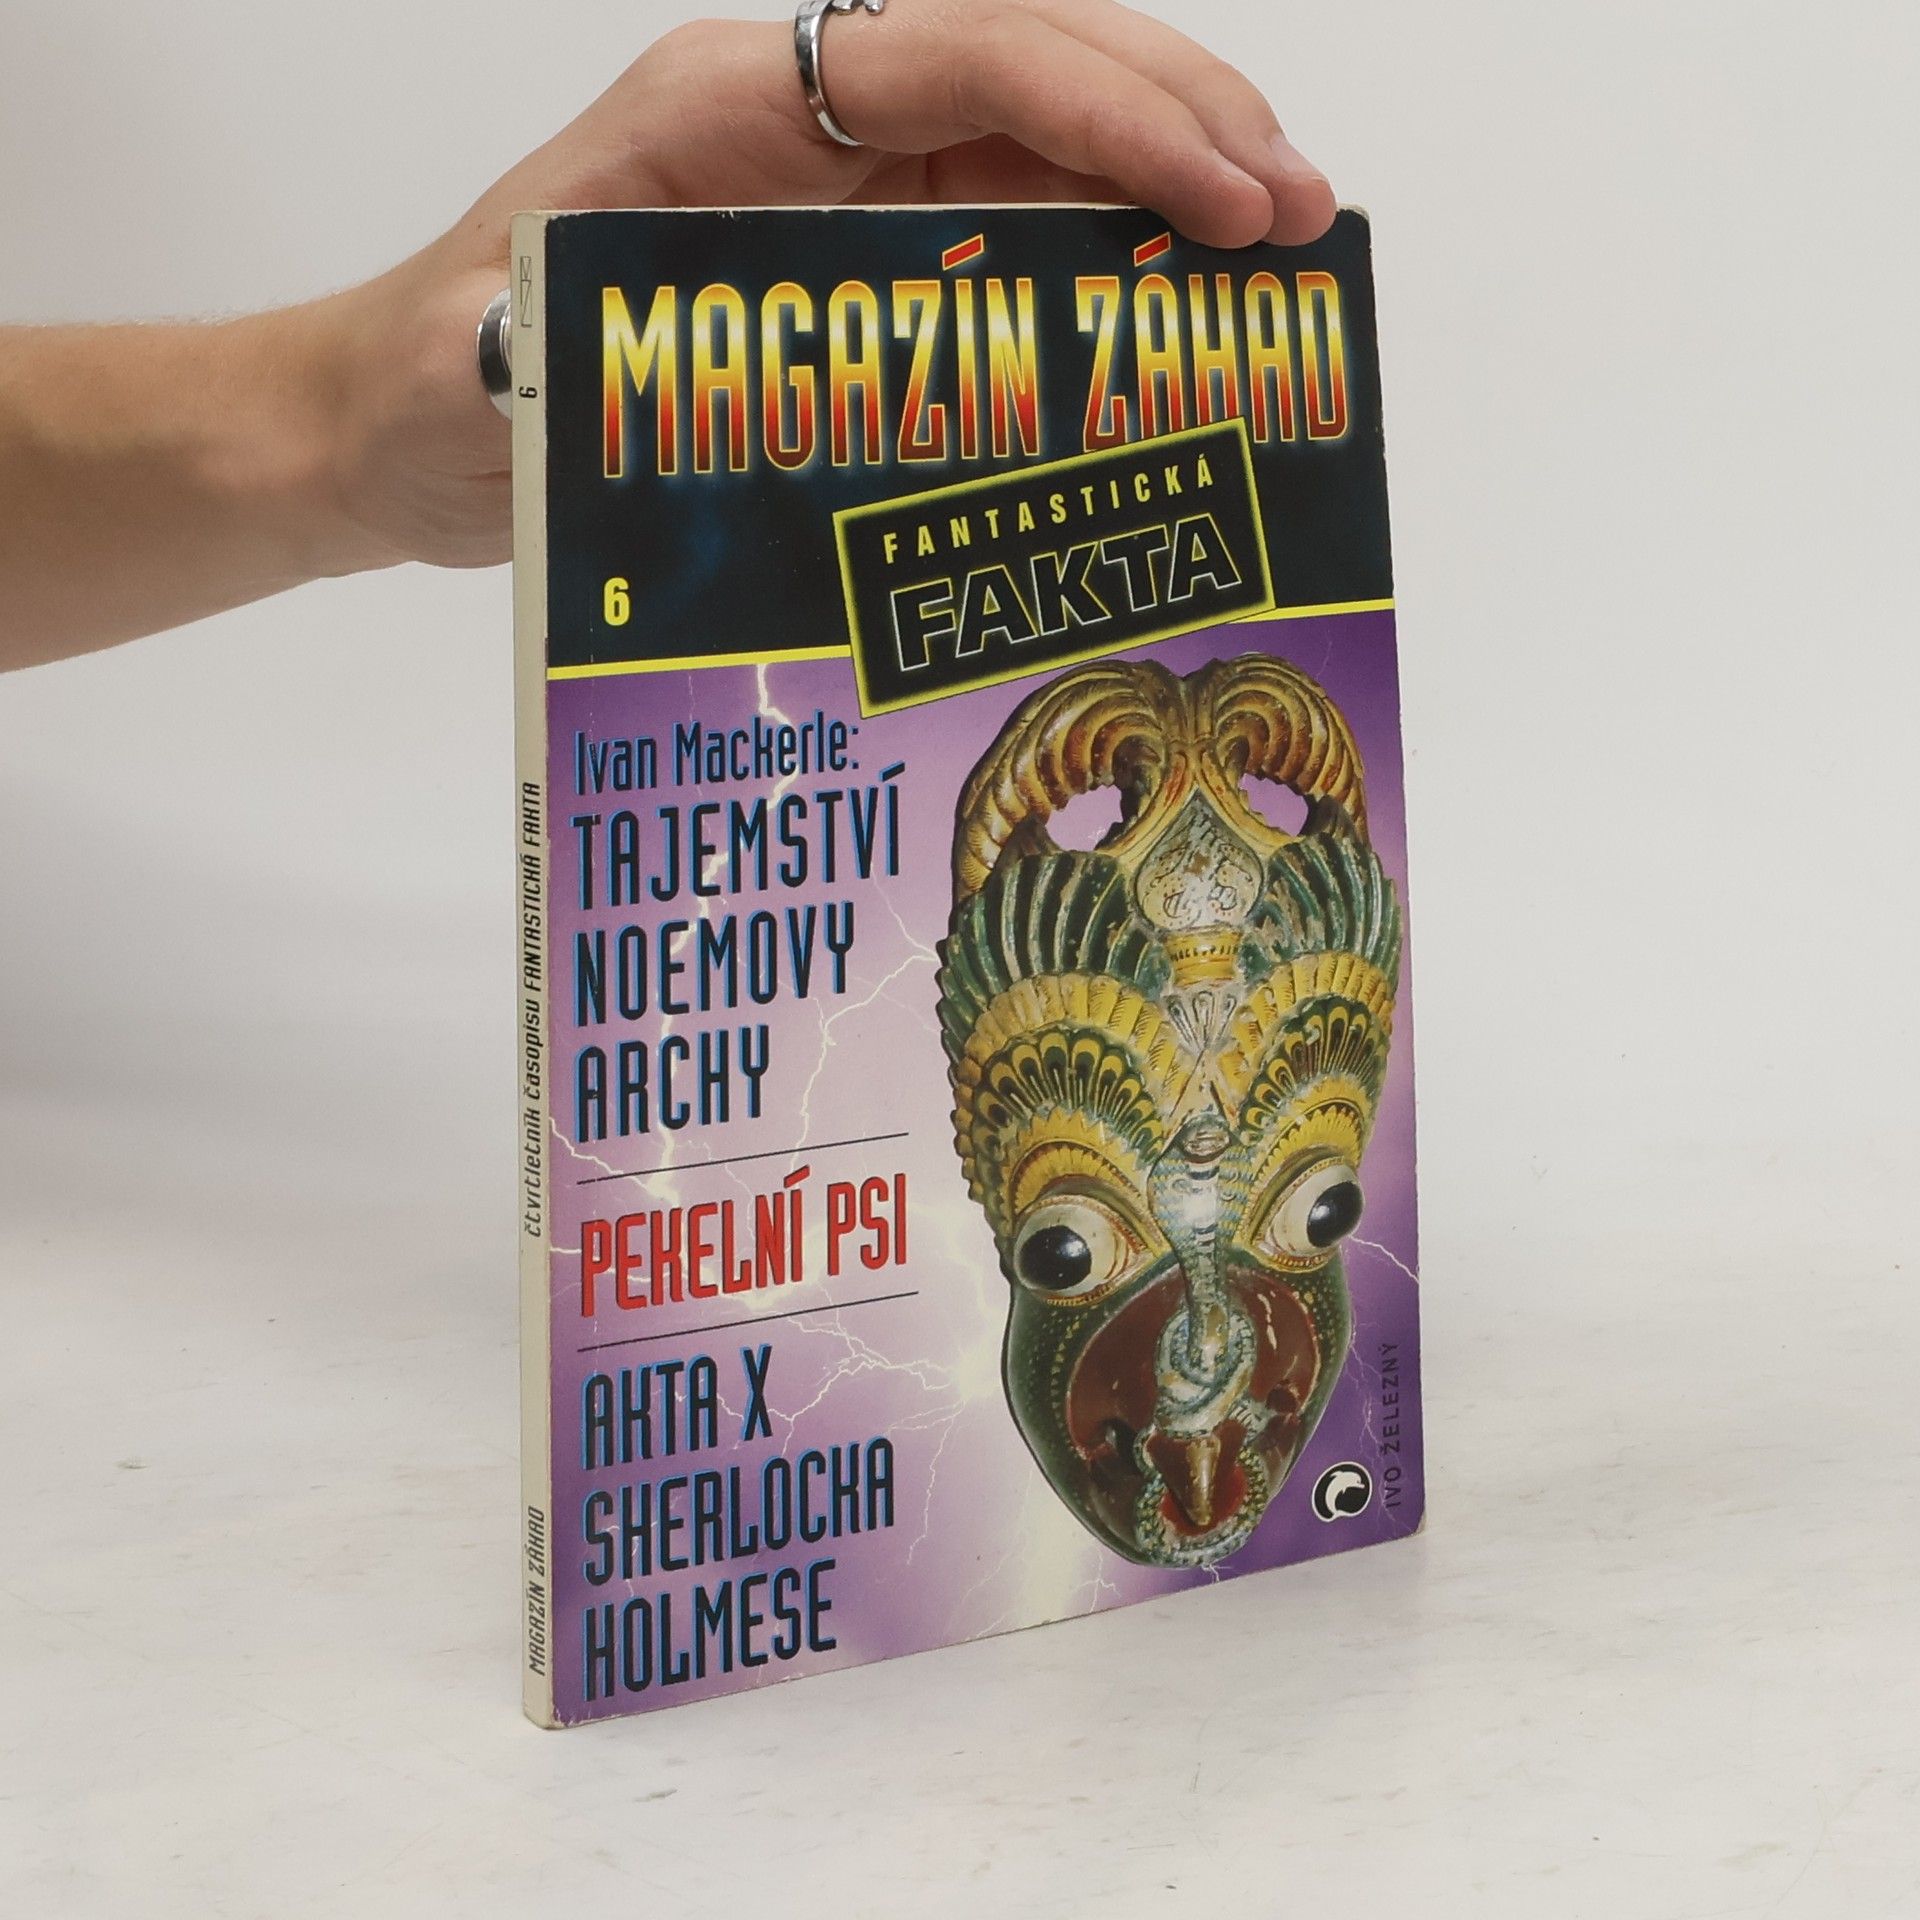 MAGAZÍN ZÁHAD
FANTASTICKÁ
FAKTA
6
Ivan Mackerle:
TAJEMSTVÍ
NOEMOVY
ARCHY
PEKELNÍ PSI
AKTA X
SHERLOCKA
HOLMESE
IVO ŽELEZNÝ
MAGAZÍN ZÁHAD čtvrtletník časopisu FANTASTICKÁ FAKTA 6